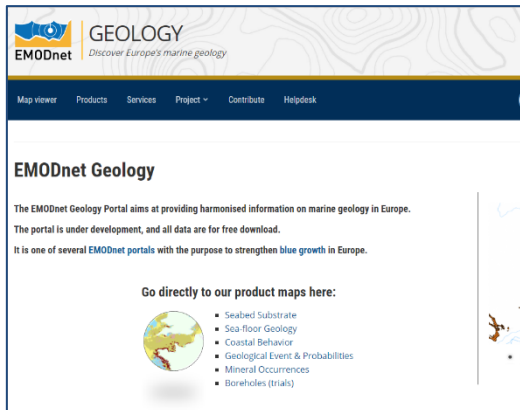 GEOLOGY
Discover Europe's marine geology
EMODnet
Map viewer Products Services Project Contribute Helpdesk
EMODnet Geology
The EMODnet Geology Portal aims at providing harmonised information on marine geology in Europe.
The portal is under development, and all data are for free download.
It is one of several EMODnet portals with the purpose to strengthen blue growth in Europe.
Go directly to our product maps here:
Seabed Substrate
Sea-floor Geology
Coastal Behavior
Geological Event & Probabilities
Mineral Occurrences
Boreholes (trials)